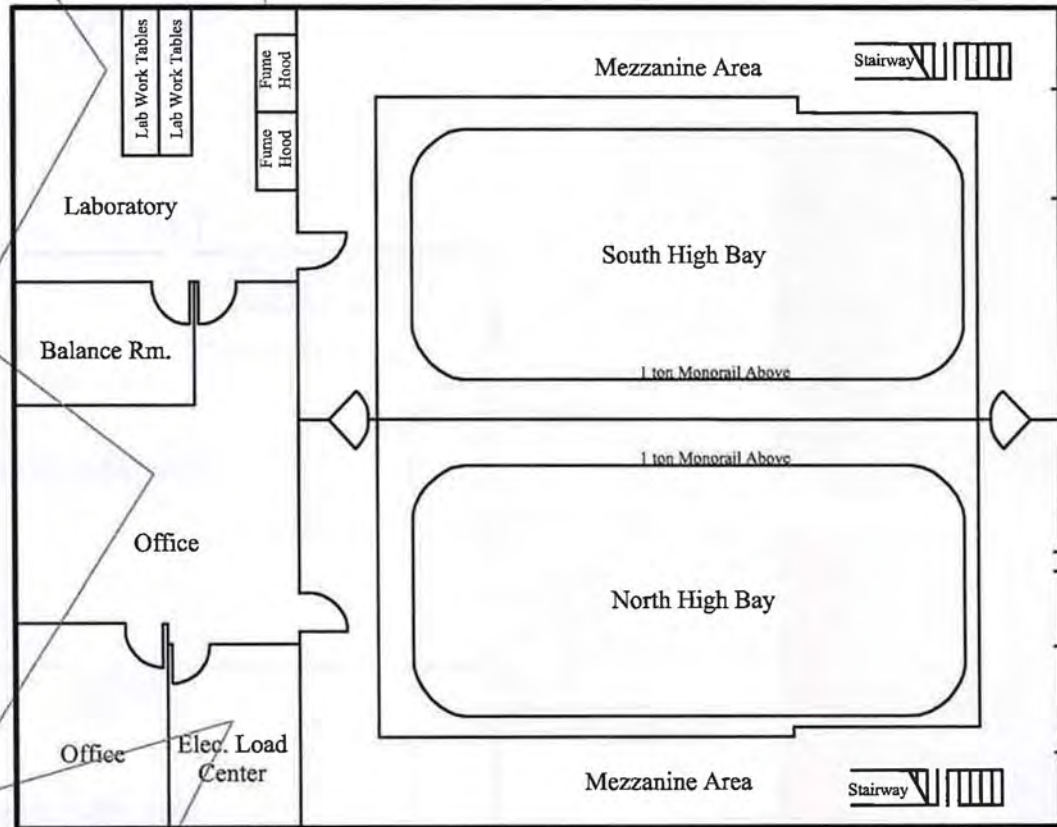 Lab Work Tables
Lab Work Tables
Fume
Hood
Fume
Hood
Mezzanine Area
Stairway
Laboratory
South High Bay
Balance Rm.
1 ton Monorail Above
1 ton Monorail Above
Office
North High Bay
Office
Elec. Load
Center
Mezzanine Area
Stairway